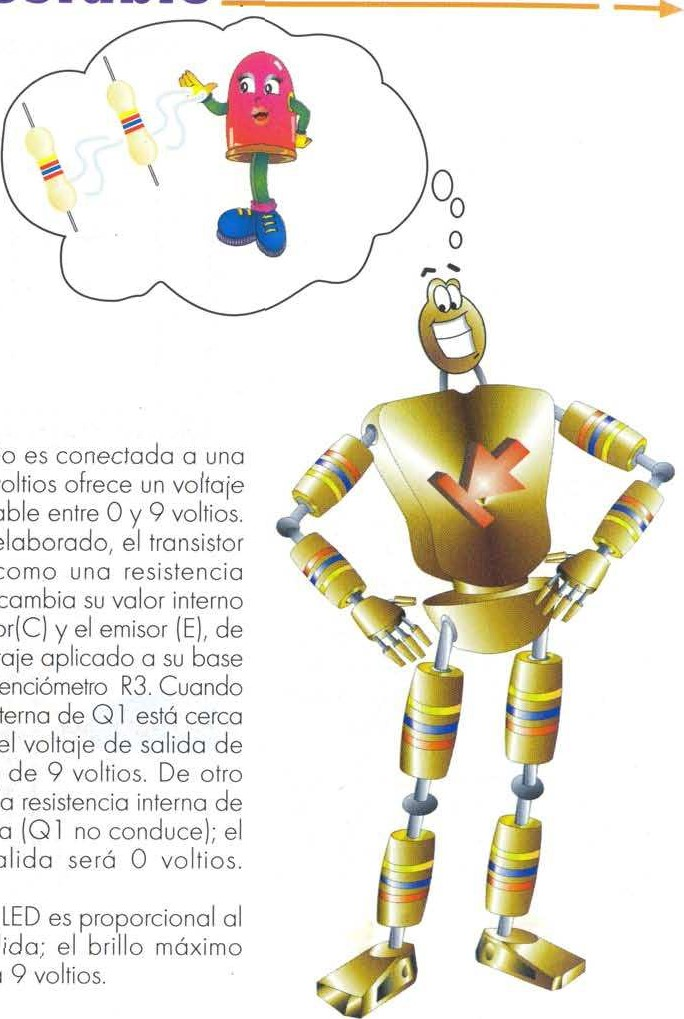 o es conectada a una
voltios ofrece un voltaje
able entre 0 y 9 voltios.
elaborado, el transistor
como una resistencia
cambia su valor interno
or(C) y el emisor (E), de
aje aplicado a su base
enciómetro R3. Cuando
terna de Q1 está cerca
el voltaje de salida de
de 9 voltios. De otro
a resistencia interna de
a (Q1 no conduce); el
alida será 0 voltios.
LED es proporcional al
lida; el brillo máximo
a 9 voltios.